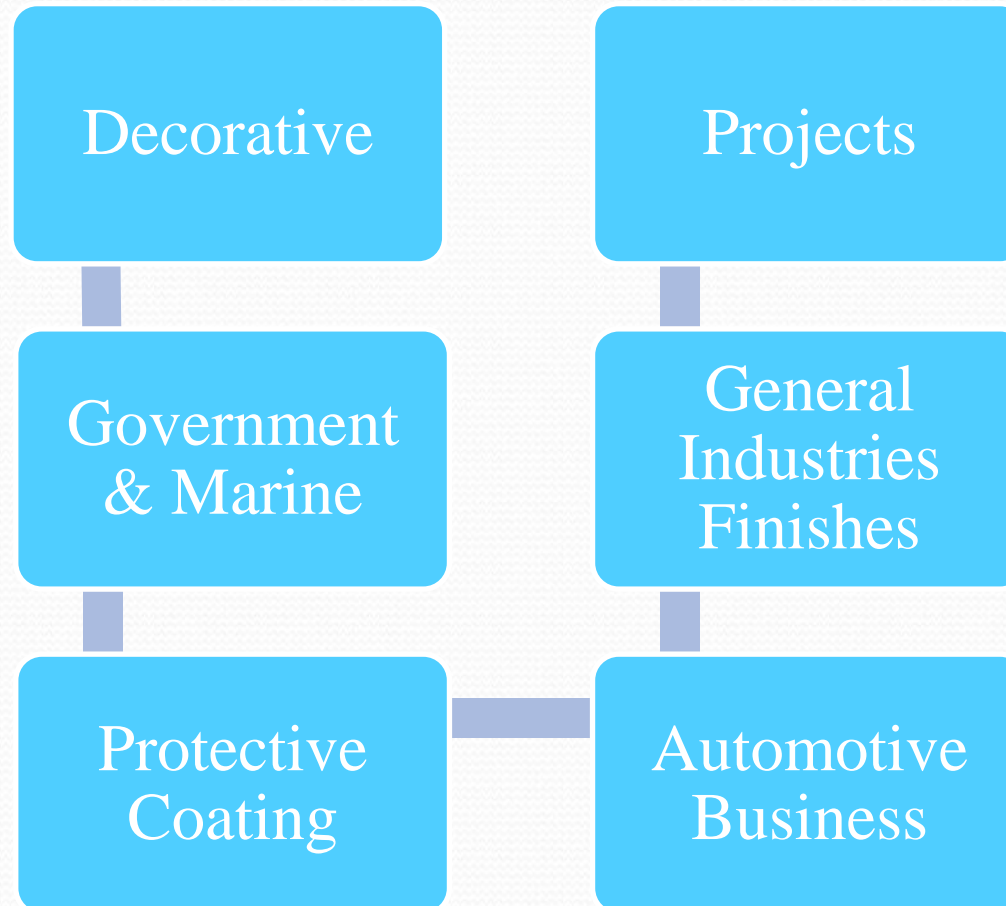 Decorative
Government
& Marine
Protective
Coating
Automotive
Business
General
Industries
Finishes
Projects